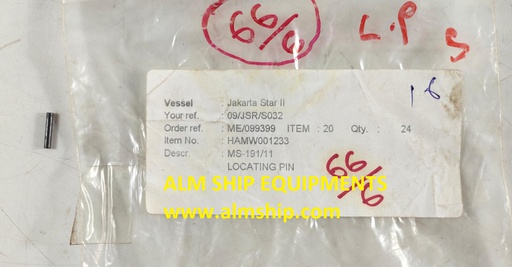 66/6
L.P
5
16
Vessel : Jakarta Star II
Your ref. : 09/JSR/S032
Order ref. : ME/099399 ITEM : 20 Qty. : 24
Item No. : HAMW001233
Descr. : MS-191/11
LOCATING PIN
66/6
ALM SHIP EQUIPMENTS
www.almship.com